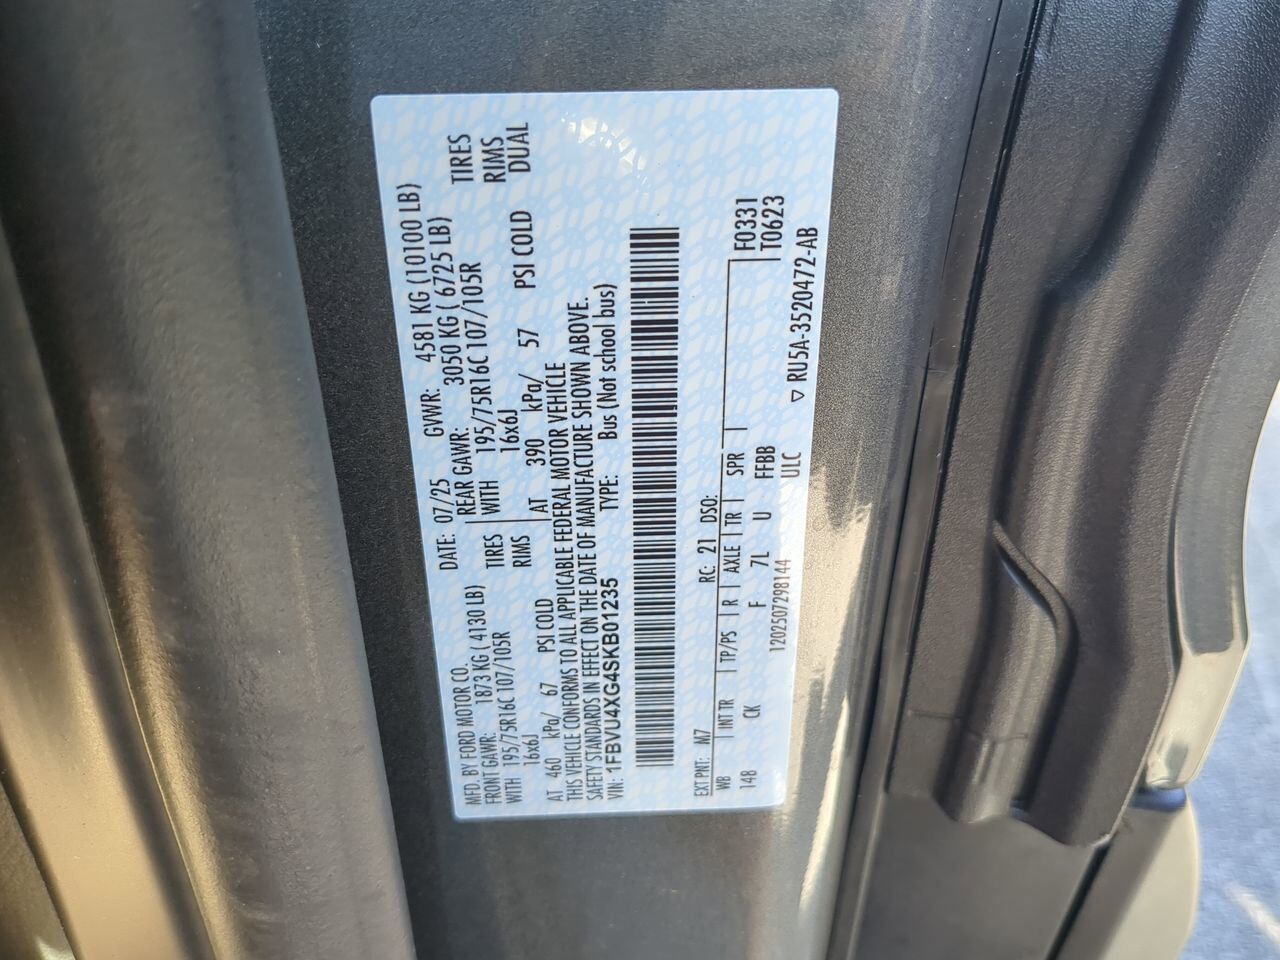 MFD. BY FORD MOTOR CO.
DATE: 07/25 GVWR: 4581 KG (10100 LB)
FRONT GAWR: 1873 KG ( 4130 LB) REAR GAWR: 3050 KG ( 6725 LB)
WITH 195/75R16C 107/105R TIRES WITH 195/75R16C 107/105R TIRES
16x6J RIMS 16x6J RIMS
AT 460 kPa/ 67 PSI COLD AT 390 kPa/ 57 PSI COLD DUAL
THIS VEHICLE CONFORMS TO ALL APPLICABLE FEDERAL MOTOR VEHICLE
SAFETY STANDARDS IN EFFECT ON THE DATE OF MANUFACTURE SHOWN ABOVE.
VIN: 1FBVU4XG4SKB01235 TYPE: Bus (Not school bus)
EXT PNT: M7 RC: 21 DSO:
WB INT TR TP/PS R AXLE TR SPR F0331
148 CK F 7L U FFBB T0623
1202507298144 ULC
▽ RU5A-3520472-AB